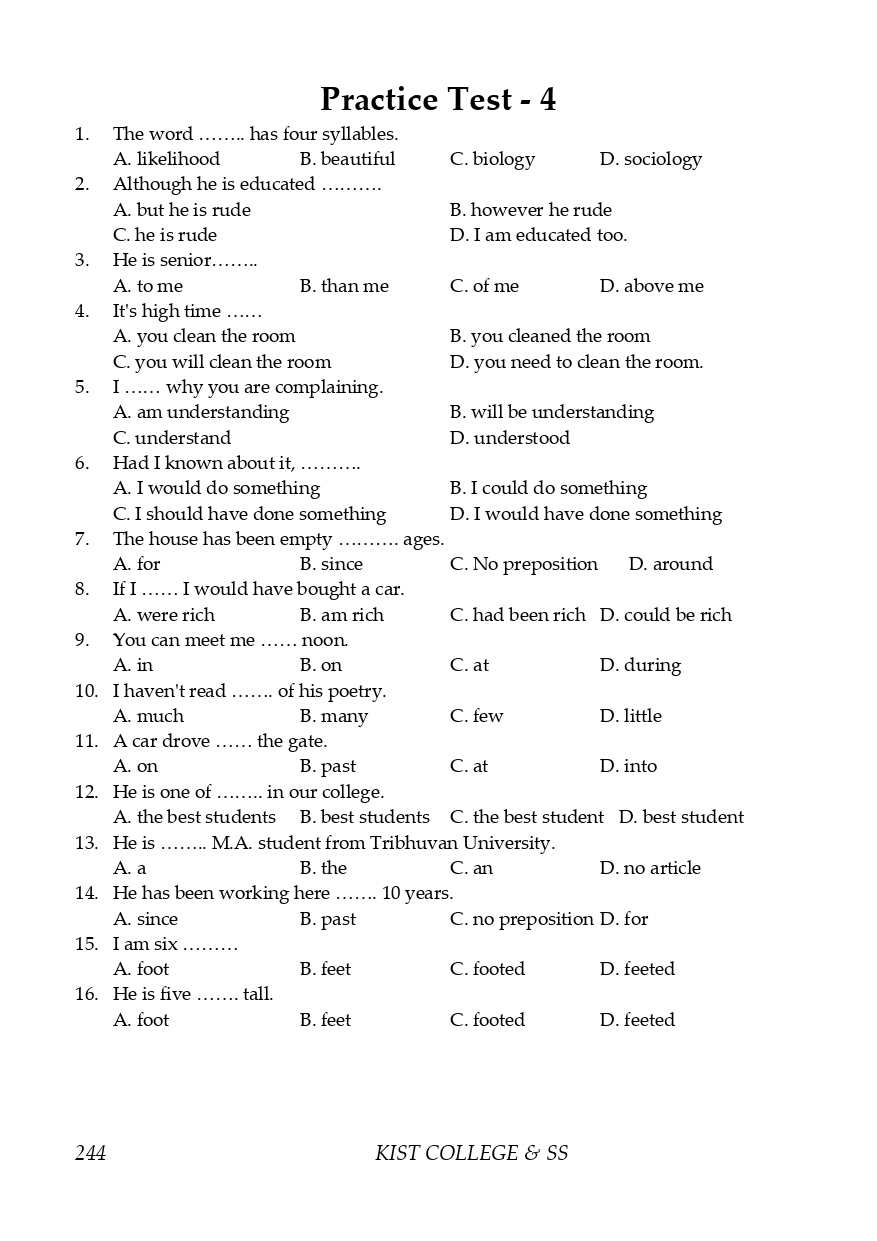 Practice Test - 4
1. The word …….. has four syllables.
A. likelihood B. beautiful C. biology D. sociology
2. Although he is educated ……….
A. but he is rude B. however he rude
C. he is rude D. I am educated too.
3. He is senior……..
A. to me B. than me C. of me D. above me
4. It's high time ……
A. you clean the room B. you cleaned the room
C. you will clean the room D. you need to clean the room.
5. I …… why you are complaining.
A. am understanding B. will be understanding
C. understand D. understood
6. Had I known about it, ……….
A. I would do something B. I could do something
C. I should have done something D. I would have done something
7. The house has been empty ………. ages.
A. for B. since C. No preposition D. around
8. If I …… I would have bought a car.
A. were rich B. am rich C. had been rich D. could be rich
9. You can meet me …… noon.
A. in B. on C. at D. during
10. I haven't read ……. of his poetry.
A. much B. many C. few D. little
11. A car drove …… the gate.
A. on B. past C. at D. into
12. He is one of …….. in our college.
A. the best students B. best students C. the best student D. best student
13. He is …….. M.A. student from Tribhuvan University.
A. a B. the C. an D. no article
14. He has been working here ……. 10 years.
A. since B. past C. no preposition D. for
15. I am six ………
A. foot B. feet C. footed D. feeted
16. He is five ……. tall.
A. foot B. feet C. footed D. feeted
244 KIST COLLEGE & SS